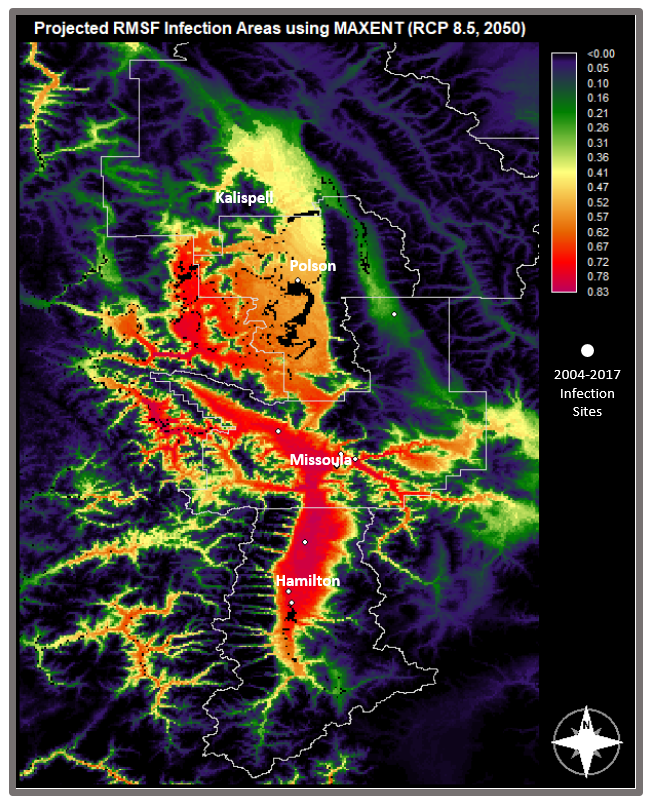 Projected RMSF Infection Areas using MAXENT (RCP 8.5, 2050)
<0.00
0.05
0.10
0.16
0.21
0.26
0.31
0.36
0.41
0.47
0.52
0.57
0.62
0.67
0.72
0.78
0.83
Kalispell
Polson
2004-2017
Infection
Sites
Missoula
Hamilton
N